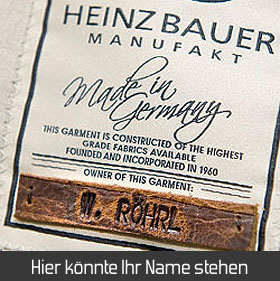 HEINZ BAUER
MANUFAKT
Made in
Germany
THIS GARMENT IS CONSTRUCTED OF THE HIGHEST
GRADE FABRICS AVAILABLE
FOUNDED AND INCORPORATED IN 1960
OWNER OF THIS GARMENT:
W. RÖHRL
Hier könnte Ihr Name stehen